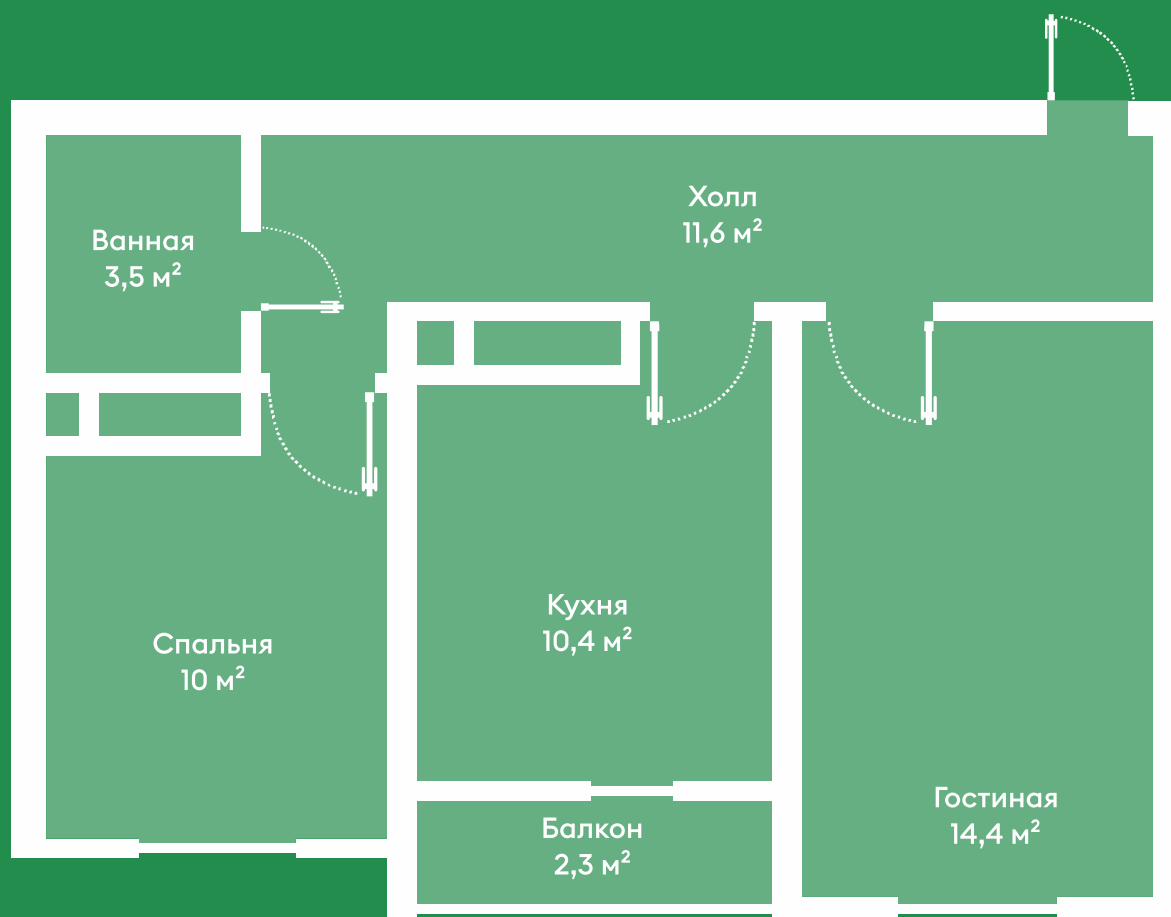 Холл
11,6 м²
Ванная
3,5 м²
Кухня
10,4 м²
Спальня
10 м²
Гостиная
14,4 м²
Балкон
2,3 м²